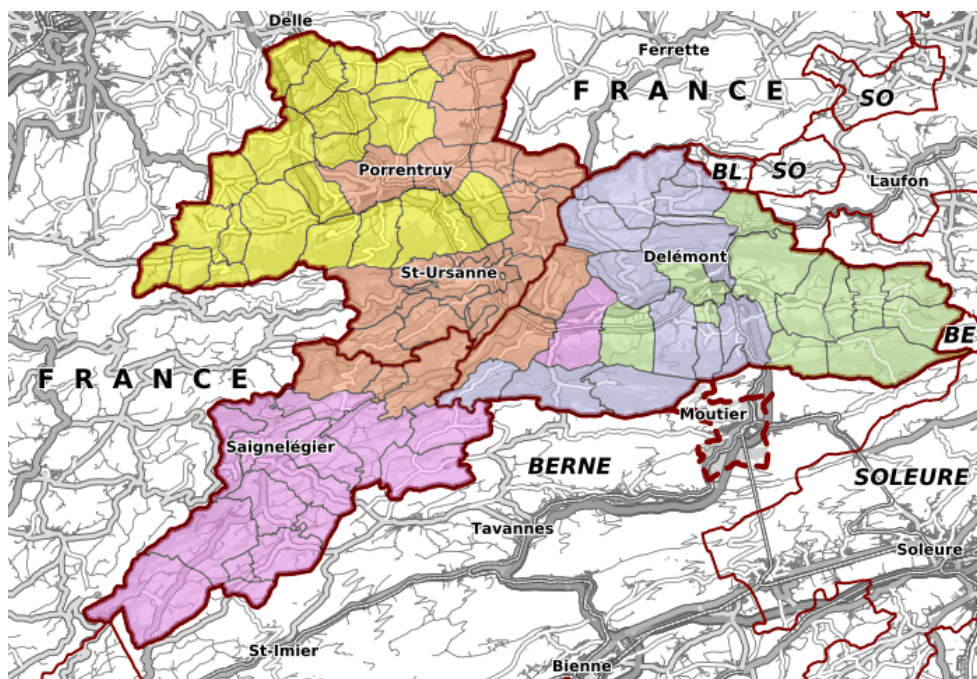 Delle
Ferrette
F R A N C E
SO
Porrentruy
BL
SO
Laufon
Delémont
St-Ursanne
BE
F R A N C E
Moutier
Saignelégier
BERNE
SOLEURE
Tavannes
Soleure
St-Imier
Bienne